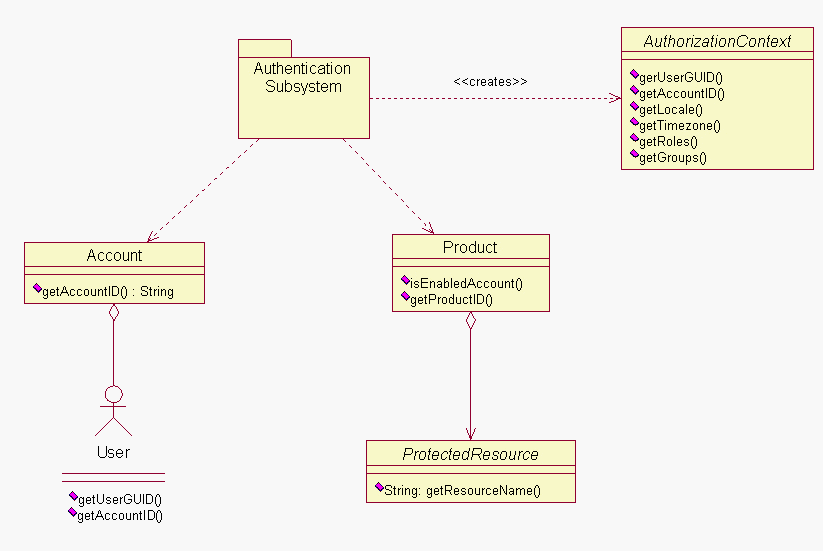 Authentication
Subsystem
<<creates>>
AuthorizationContext
gerUserGUID()
getAccountID()
getLocale()
getTimezone()
getRoles()
getGroups()
Account
getAccountID() : String
Product
isEnabledAccount()
getProductID()
User
getUserGUID()
getAccountID()
ProtectedResource
String: getResourceName()